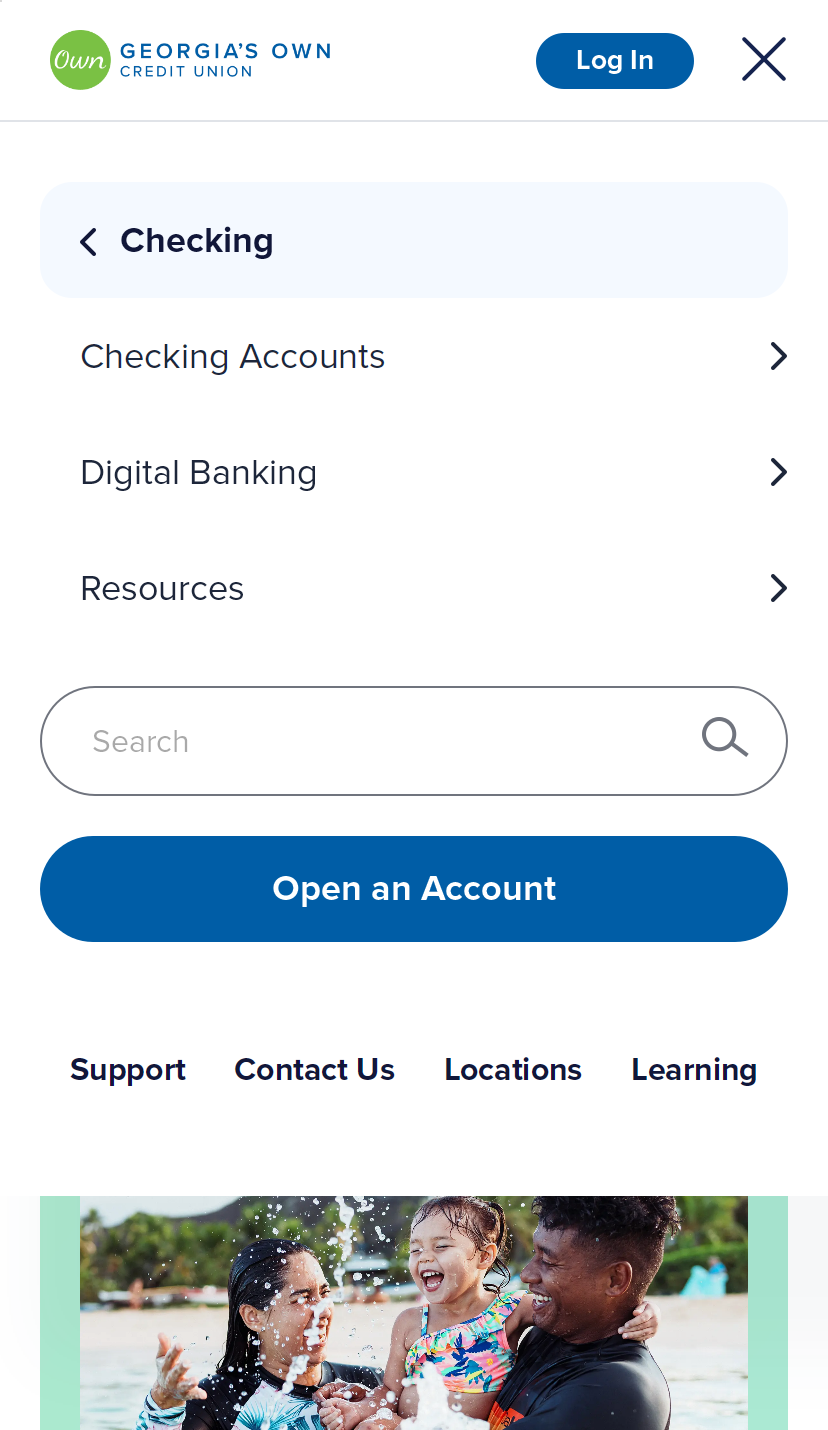 Own
GEORGIA'S OWN
CREDIT UNION
Log In
Checking
Checking Accounts
Digital Banking
Resources
Search
Open an Account
Support Contact Us Locations Learning